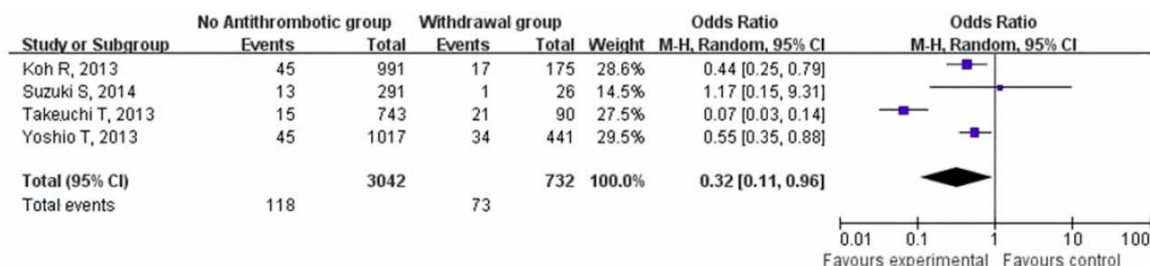 No Antithrombotic group Withdrawal group Odds Ratio Odds Ratio
Study or Subgroup Events Total Events Total Weight M-H, Random, 95% CI M-H, Random, 95% CI
Koh R, 2013 45 991 17 175 28.6% 0.44 [0.25, 0.79]
Suzuki S, 2014 13 291 1 26 14.5% 1.17 [0.15, 9.31]
Takeuchi T, 2013 15 743 21 90 27.5% 0.07 [0.03, 0.14]
Yoshio T, 2013 45 1017 34 441 29.5% 0.55 [0.35, 0.88]
Total (95% CI) 3042 732 100.0% 0.32 [0.11, 0.96]
Total events 118 73
0.01 0.1 1 10 100
Favours experimental Favours control